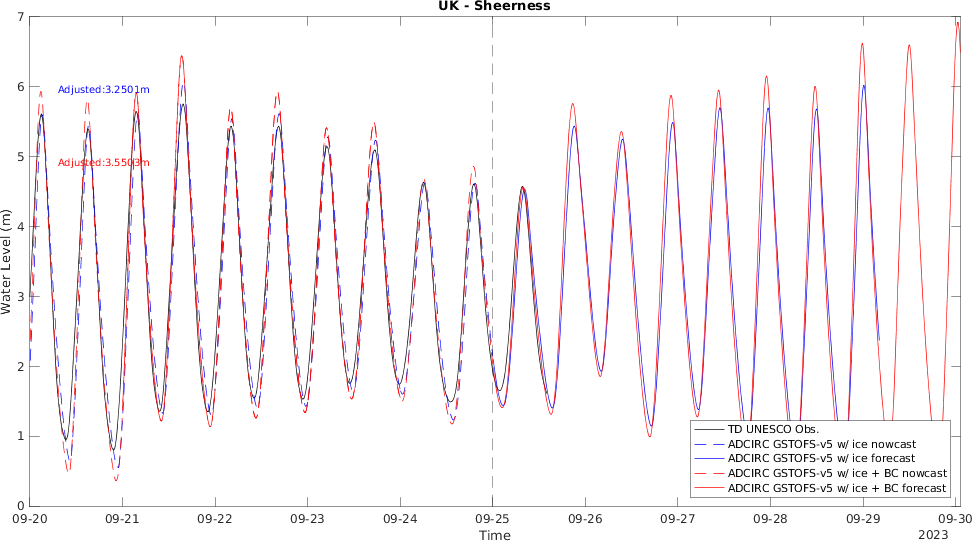 UK - Sheerness
7
6
5
4
3
2
1
0
Water Level (m)
Adjusted:3.2501m
Adjusted:3.5503m
TD UNESCO Obs.
ADCIRC GSTOFS-v5 w/ ice nowcast
ADCIRC GSTOFS-v5 w/ ice forecast
ADCIRC GSTOFS-v5 w/ ice + BC nowcast
ADCIRC GSTOFS-v5 w/ ice + BC forecast
09-20 09-21 09-22 09-23 09-24 09-25 09-26 09-27 09-28 09-29 09-30
Time
2023